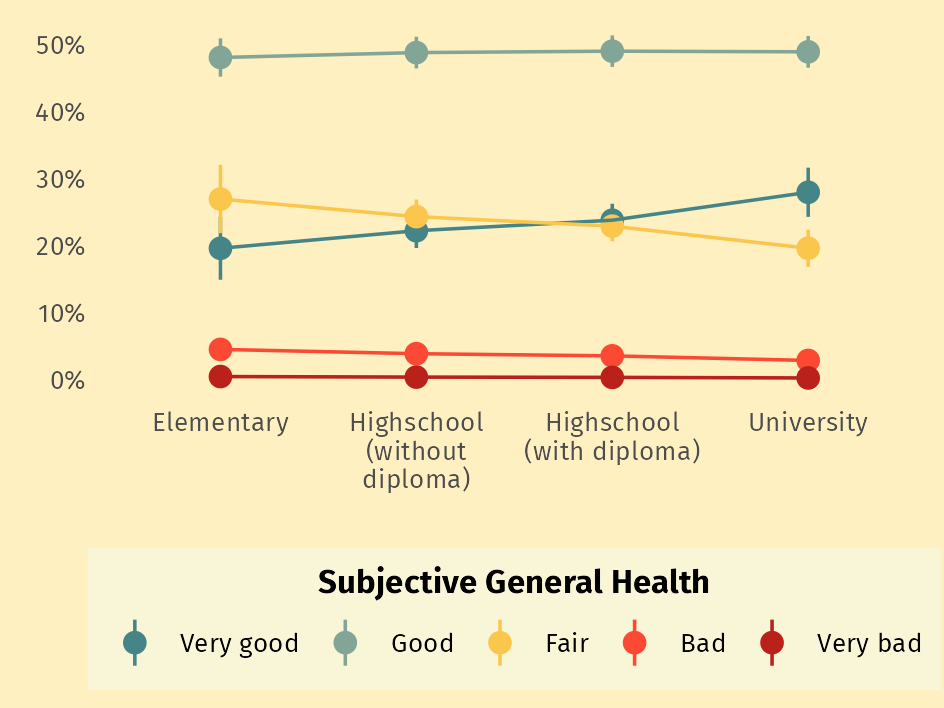 50%
40%
30%
20%
10%
0%
Elementary
Highschool
(without
diploma)
Highschool
(with diploma)
University
Subjective General Health
Very good
Good
Fair
Bad
Very bad